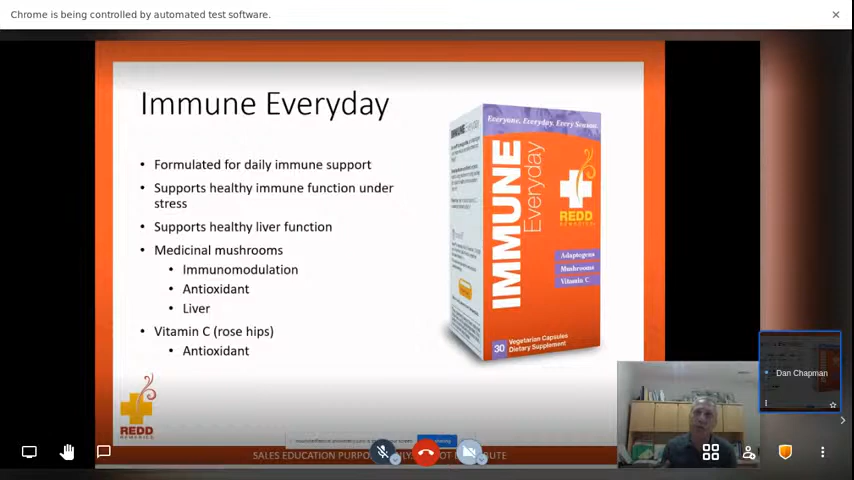 Chrome is being controlled by automated test software.
Immune Everyday
• Formulated for daily immune support
• Supports healthy immune function under
stress
• Supports healthy liver function
• Medicinal mushrooms
• Immunomodulation
• Antioxidant
• Liver
• Vitamin C (rose hips)
• Antioxidant
Everyone, Everyday, Every Season.
IMMUNE
Everyday
REDD
REMEDIES
Adaptogens
Mushrooms
Vitamin C
30 Vegetarian Capsules
Dietary Supplement
REDD
REMEDIES
Dan Chapman
SALES EDUCATION PURPO